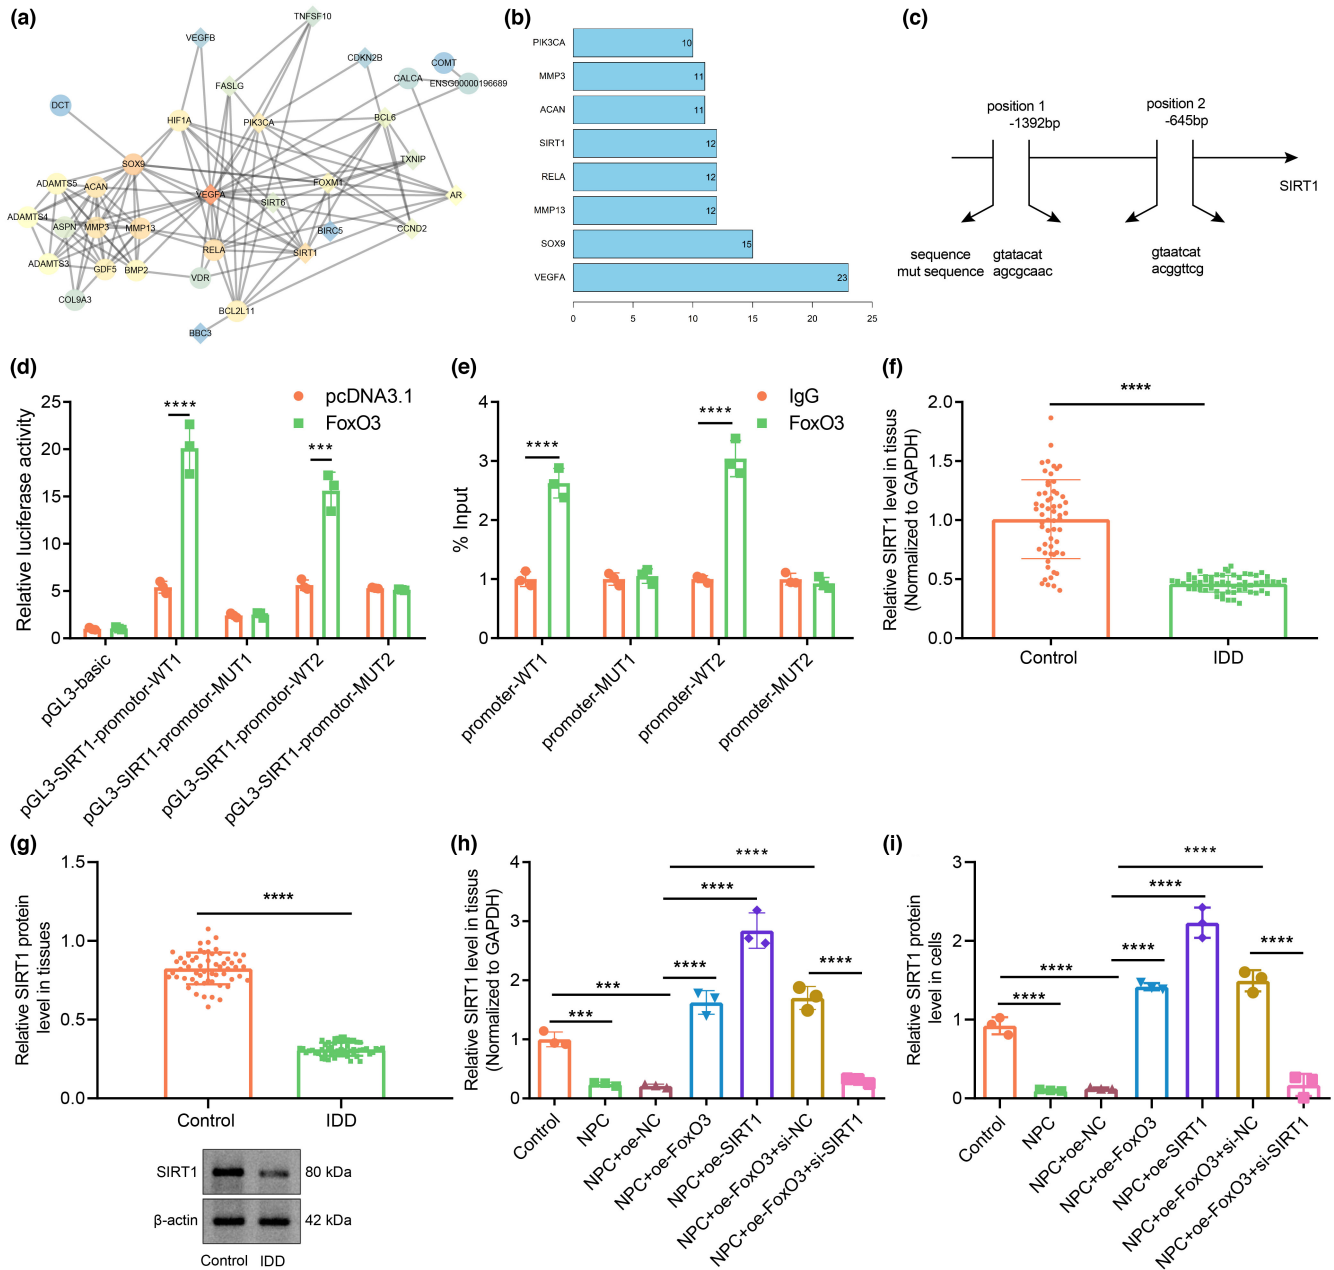 (a)
TNFSF10
VEGFB
CDKN2B
COMT
CALCA
ENSG00000196689
FASLG
DCT
HIF1A
PIK3CA
BCL6
TXNIP
SOX9
FOXM1
ADAMTS5
ACAN
VEGFA
AR
SIRT6
ADAMTS4
ASPN
MMP3
MMP13
BIRC5
CCND2
RELA
SIRT1
ADAMTS3
GDF5
BMP2
VDR
COL9A3
BCL2L11
BBC3
(b)
PIK3CA 10
MMP3 11
ACAN 11
SIRT1 12
RELA 12
MMP13 12
SOX9 15
VEGFA 23
0 5 10 15 20 25
(c)
position 1 position 2
-1392bp -645bp
SIRT1
sequence gtatacat gtaatcat
mut sequence agcgcaac acggttcg
(d)
Relative luciferase activity
25
20
15
10
5
0
pcDNA3.1
FoxO3
****
***
pGL3-basic
pGL3-SIRT1-promotor-WT1
pGL3-SIRT1-promotor-MUT1
pGL3-SIRT1-promotor-WT2
pGL3-SIRT1-promotor-MUT2
(e)
% Input
4
3
2
1
0
IgG
FoxO3
****
****
promoter-WT1
promoter-MUT1
promoter-WT2
promoter-MUT2
(f)
Relative SIRT1 level in tissue
(Normalized to GAPDH)
2.0
1.5
1.0
0.5
0.0
****
Control IDD
(g)
Relative SIRT1 protein
level in tissues
1.5
1.0
0.5
0.0
****
Control IDD
SIRT1 80 kDa
β-actin 42 kDa
Control IDD
(h)
Relative SIRT1 level in tissue
(Normalized to GAPDH)
4
3
2
1
0
****
****
****
****
***
***
Control
NPC
NPC+oe-NC
NPC+oe-FoxO3
NPC+oe-SIRT1
NPC+oe-FoxO3+si-NC
NPC+oe-FoxO3+si-SIRT1
(i)
Relative SIRT1 protein
level in cells
3
2
1
0
****
****
****
****
****
****
Control
NPC
NPC+oe-NC
NPC+oe-FoxO3
NPC+oe-SIRT1
NPC+oe-FoxO3+si-NC
NPC+oe-FoxO3+si-SIRT1